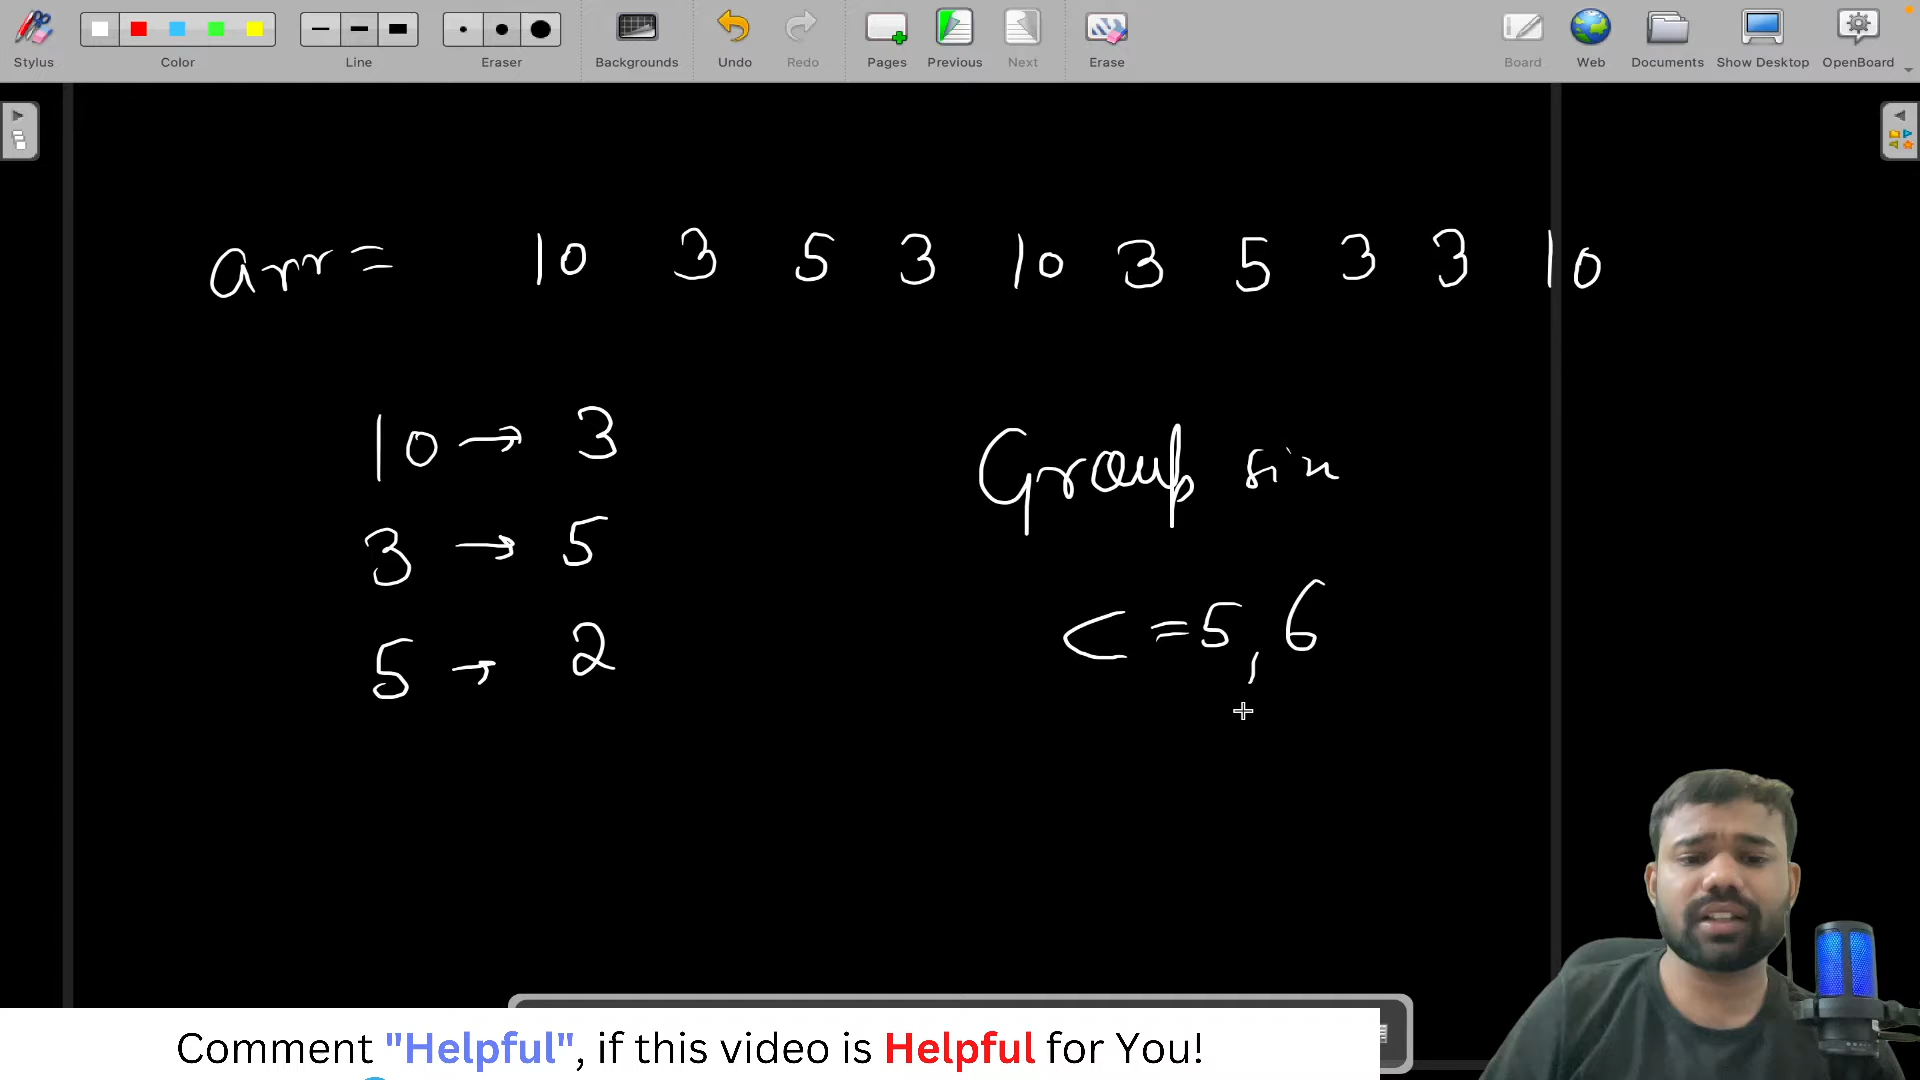 Stylus Color Line Eraser Backgrounds Undo Redo Pages Previous Next Erase Board Web Documents Show Desktop OpenBoard
arr = 10 3 5 3 10 3 5 3 3 10
10 → 3
3 → 5
5 → 2
Group
<= 5, 6
Comment "Helpful", if this video is Helpful for You!